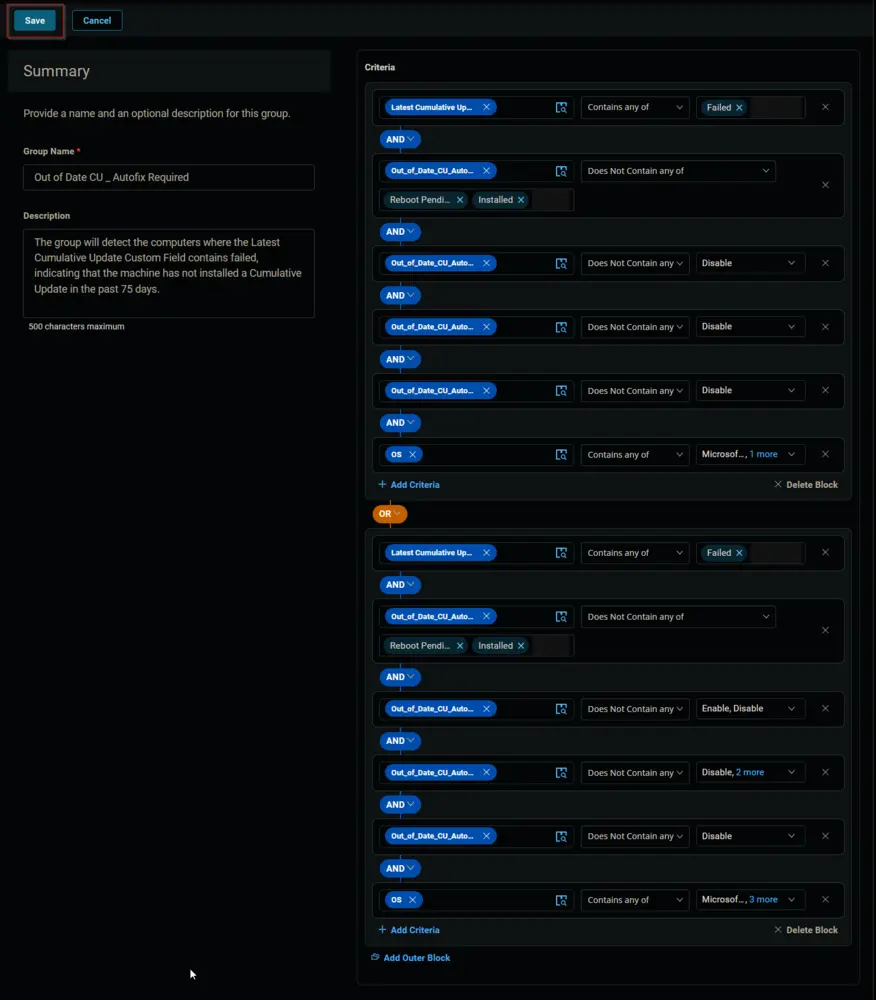 Save
Cancel
Summary
Provide a name and an optional description for this group.
Group Name *
Out of Date CU _ Autofix Required
Description
The group will detect the computers where the Latest
Cumulative Update Custom Field contains failed,
indicating that the machine has not installed a Cumulative
Update in the past 75 days.
500 characters maximum
Criteria
Latest Cumulative Up... Contains any of Failed
AND
Out_of_Date_CU_Auto... Does Not Contain any of
Reboot Pendi... Installed
AND
Out_of_Date_CU_Auto... Does Not Contain any Disable
AND
Out_of_Date_CU_Auto... Does Not Contain any Disable
AND
Out_of_Date_CU_Auto... Does Not Contain any Disable
AND
OS Contains any of Microsof..., 1 more
+ Add Criteria
Delete Block
OR
Latest Cumulative Up... Contains any of Failed
AND
Out_of_Date_CU_Auto... Does Not Contain any of
Reboot Pendi... Installed
AND
Out_of_Date_CU_Auto... Does Not Contain any Enable, Disable
AND
Out_of_Date_CU_Auto... Does Not Contain any Disable, 2 more
AND
Out_of_Date_CU_Auto... Does Not Contain any Disable
AND
OS Contains any of Microsof..., 3 more
+ Add Criteria
Delete Block
Add Outer Block